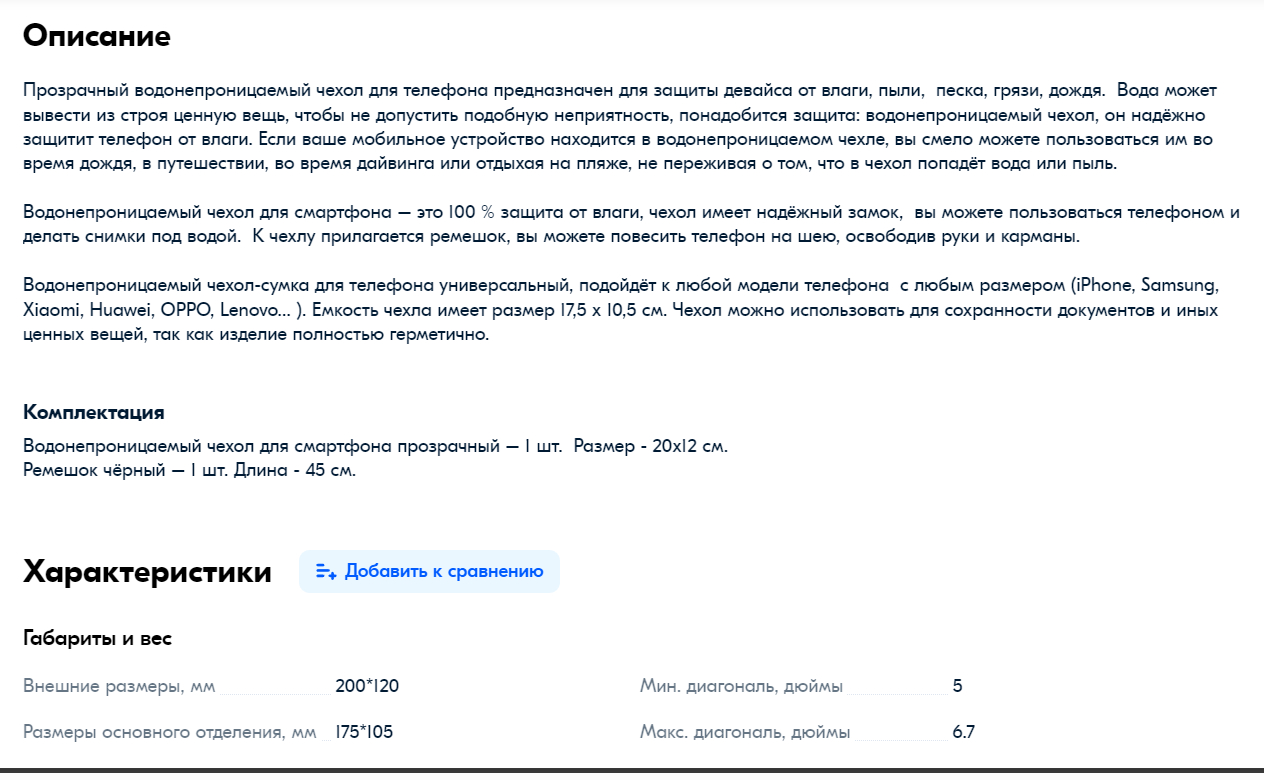 Описание
Прозрачный водонепроницаемый чехол для телефона предназначен для защиты девайса от влаги, пыли,  песка, грязи, дождя.  Вода может
вывести из строя ценную вещь, чтобы не допустить подобную неприятность, понадобится защита: водонепроницаемый чехол, он надёжно
защитит телефон от влаги. Если ваше мобильное устройство находится в водонепроницаемом чехле, вы смело можете пользоваться им во
время дождя, в путешествии, во время дайвинга или отдыхая на пляже, не переживая о том, что в чехол попадёт вода или пыль.
Водонепроницаемый чехол для смартфона – это 100 % защита от влаги, чехол имеет надёжный замок,  вы можете пользоваться телефоном и
делать снимки под водой.  К чехлу прилагается ремешок, вы можете повесить телефон на шею, освободив руки и карманы.
Водонепроницаемый чехол-сумка для телефона универсальный, подойдёт к любой модели телефона  с любым размером (iPhone, Samsung,
Xiaomi, Huawei, OPPO, Lenovo... ). Емкость чехла имеет размер 17,5 х 10,5 см. Чехол можно использовать для сохранности документов и иных
ценных вещей, так как изделие полностью герметично.
Комплектация
Водонепроницаемый чехол для смартфона прозрачный – 1 шт.  Размер - 20х12 см.
Ремешок чёрный – 1 шт. Длина - 45 см.
Характеристики
Добавить к сравнению
Габариты и вес
Внешние размеры, мм 200*120
Мин. диагональ, дюймы 5
Размеры основного отделения, мм 175*105
Макс. диагональ, дюймы 6.7